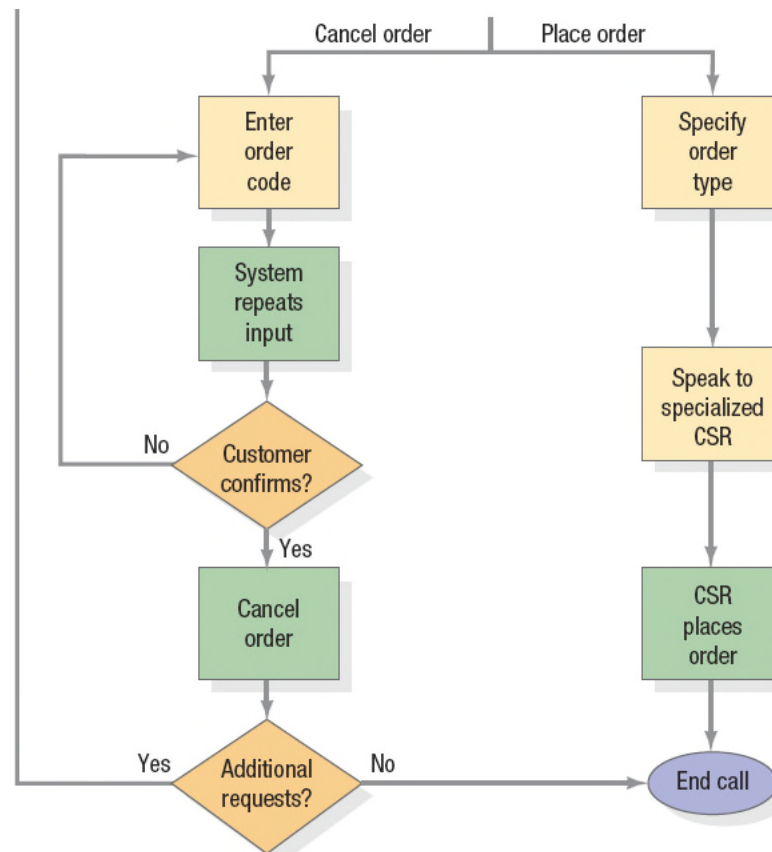 Cancel order
Place order
Enter
order
code
Specify
order
type
System
repeats
input
Speak to
specialized
CSR
No
Customer
confirms?
Yes
Cancel
order
CSR
places
order
Yes
Additional
requests?
No
End call